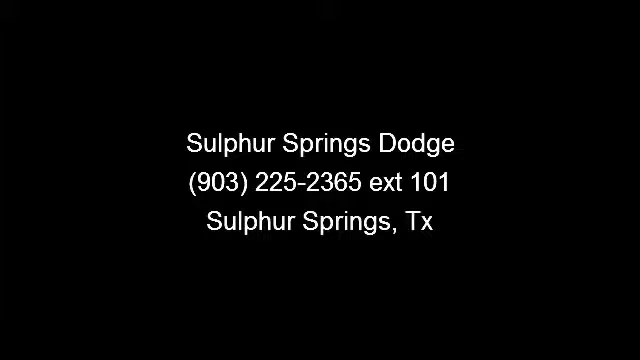 Sulphur Springs Dodge
(903) 225-2365 ext 101
Sulphur Springs, Tx